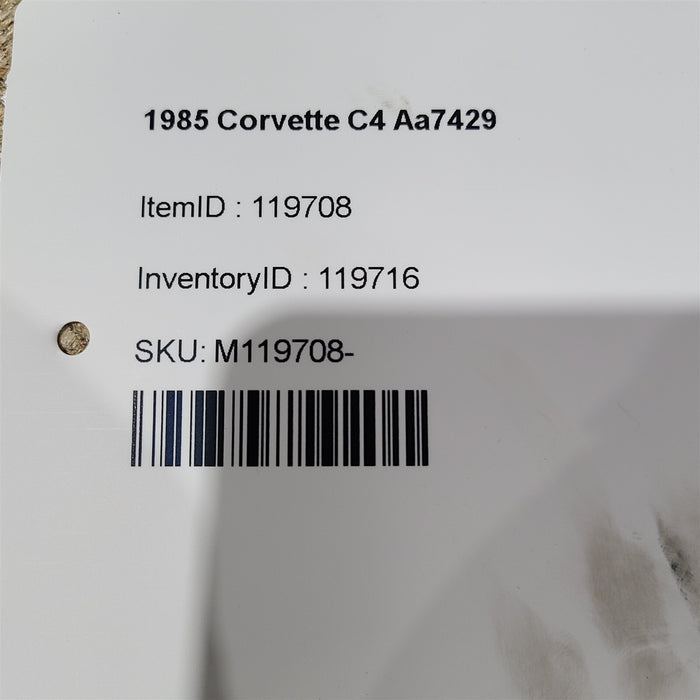 1985 Corvette C4 Aa7429
ItemID : 119708
InventoryID : 119716
SKU: M119708-